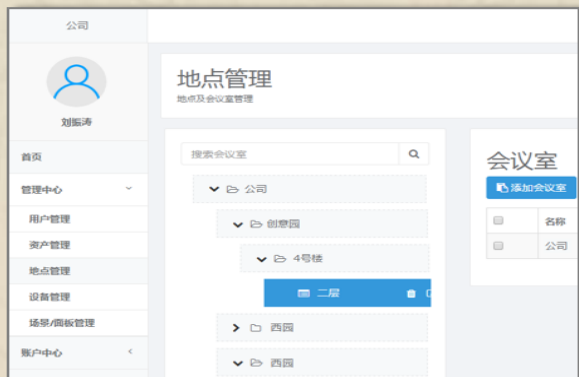 公司
刘振涛
首页
管理中心
用户管理
资产管理
地点管理
设备管理
场景/面板管理
账户中心
地点管理
地点及会议室管理
搜索会议室
公司
创意园
4号楼
二层
西园
西园
会议室
添加会议室
名称
公司